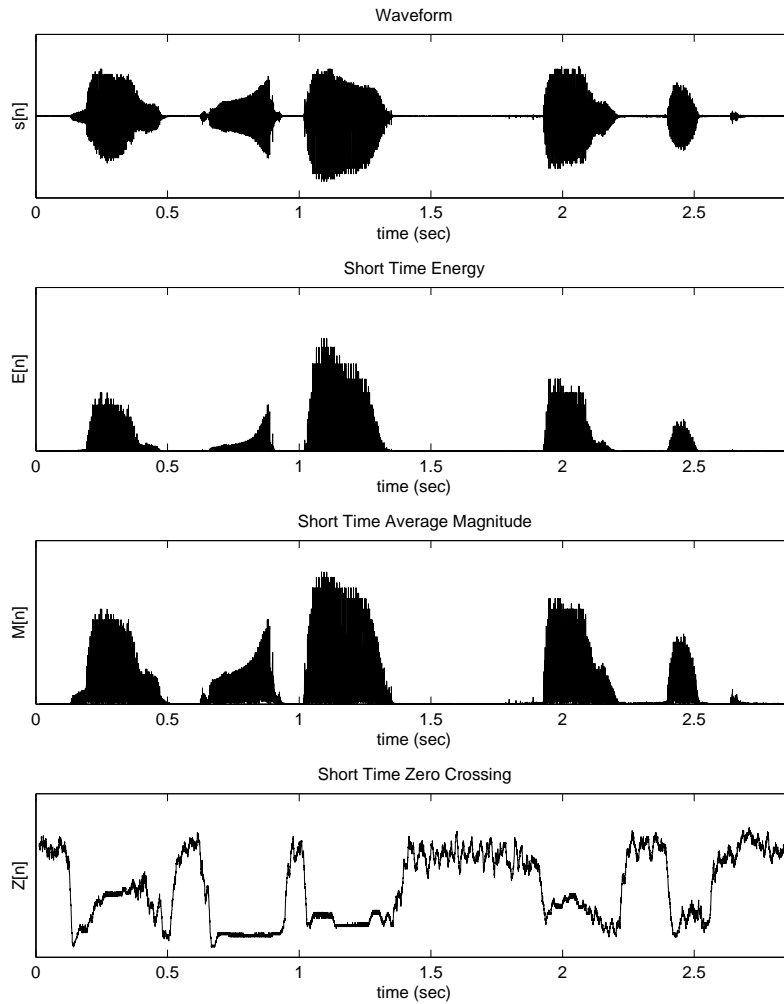 Waveform
s[n]
0 0.5 1 1.5 2 2.5
time (sec)
Short Time Energy
E[n]
0 0.5 1 1.5 2 2.5
time (sec)
Short Time Average Magnitude
M[n]
0 0.5 1 1.5 2 2.5
time (sec)
Short Time Zero Crossing
Z[n]
0 0.5 1 1.5 2 2.5
time (sec)